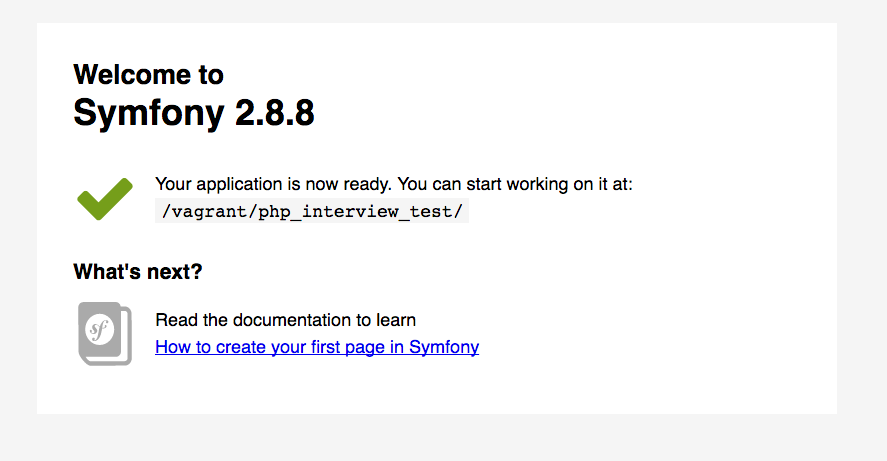 Welcome to
Symfony 2.8.8
Your application is now ready. You can start working on it at:
/vagrant/php_interview_test/
What's next?
sf
Read the documentation to learn
How to create your first page in Symfony